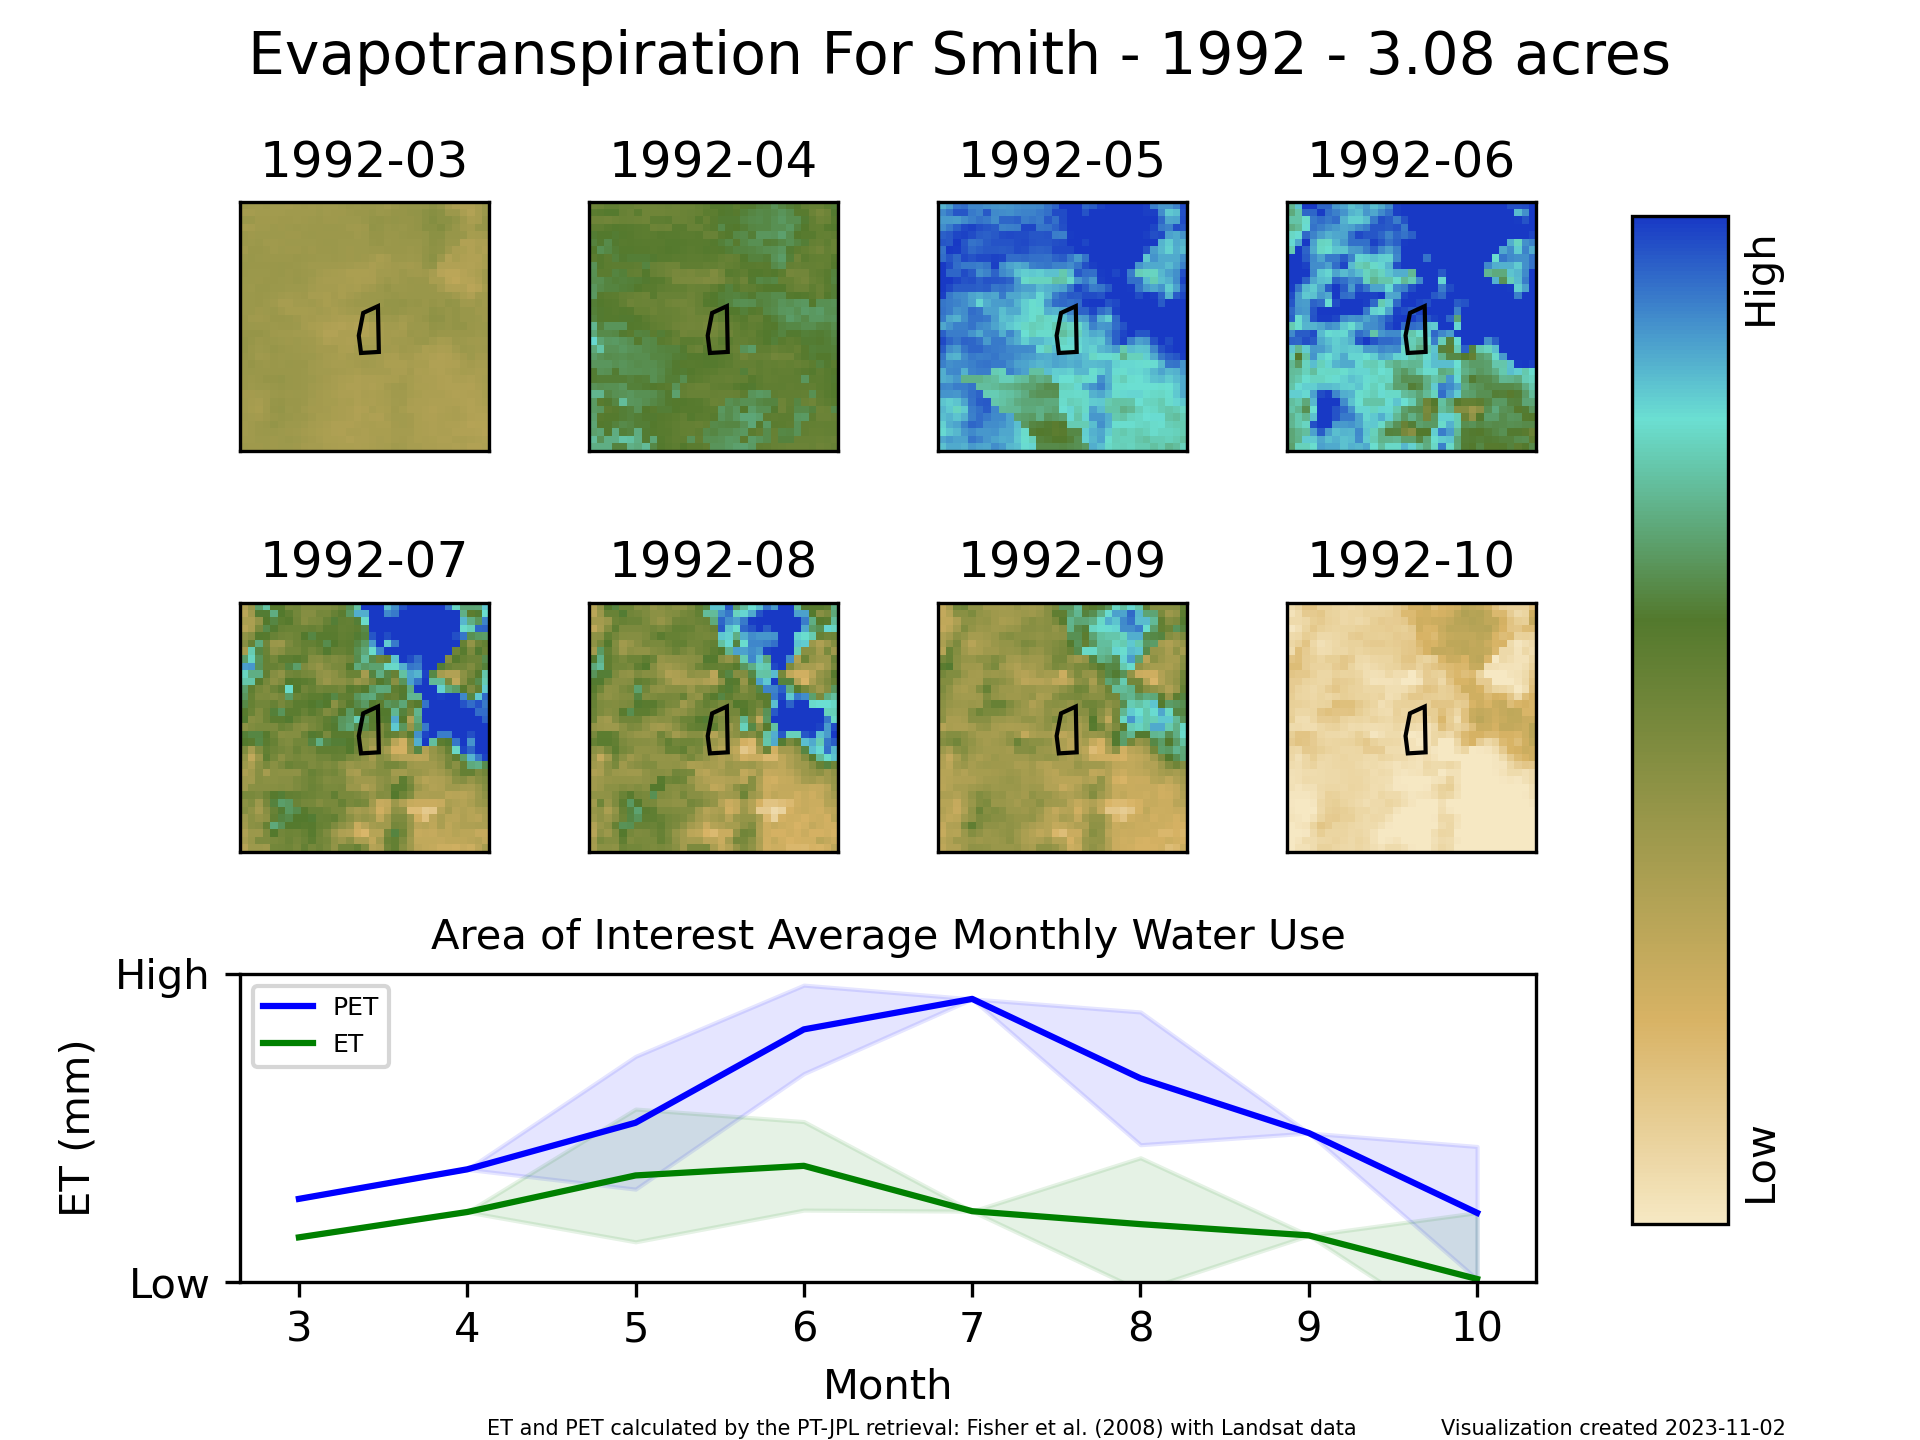 Evapotranspiration For Smith - 1992 - 3.08 acres
1992-03
1992-04
1992-05
1992-06
1992-07
1992-08
1992-09
1992-10
High
Low
Area of Interest Average Monthly Water Use
High
Low
ET (mm)
PET
ET
3
4
5
6
7
8
9
10
Month
ET and PET calculated by the PT-JPL retrieval: Fisher et al. (2008) with Landsat data
Visualization created 2023-11-02